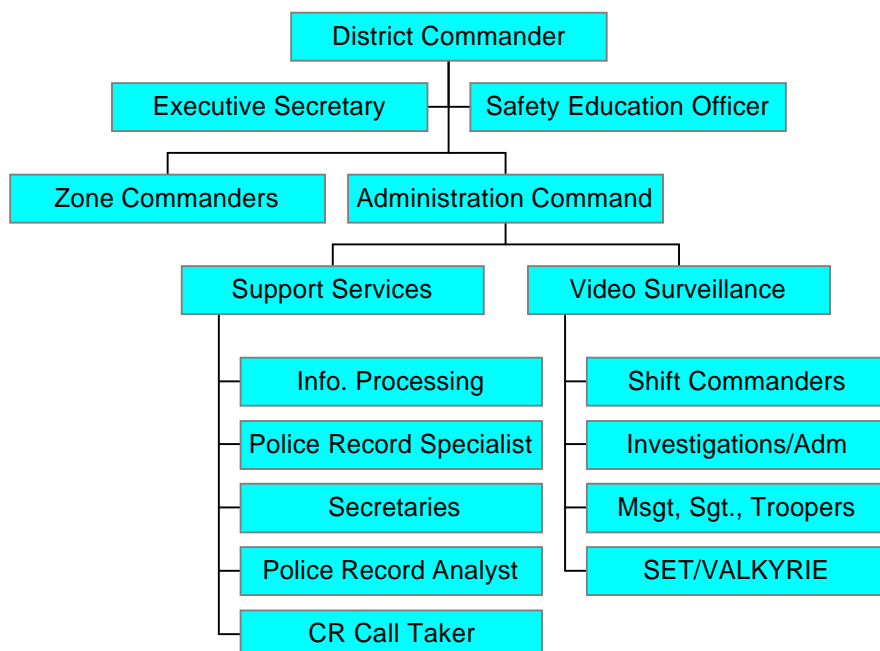 District Commander
Executive Secretary
Safety Education Officer
Zone Commanders
Administration Command
Support Services
Video Surveillance
Info. Processing
Shift Commanders
Police Record Specialist
Investigations/Adm
Secretaries
Msgt, Sgt., Troopers
Police Record Analyst
SET/VALKYRIE
CR Call Taker